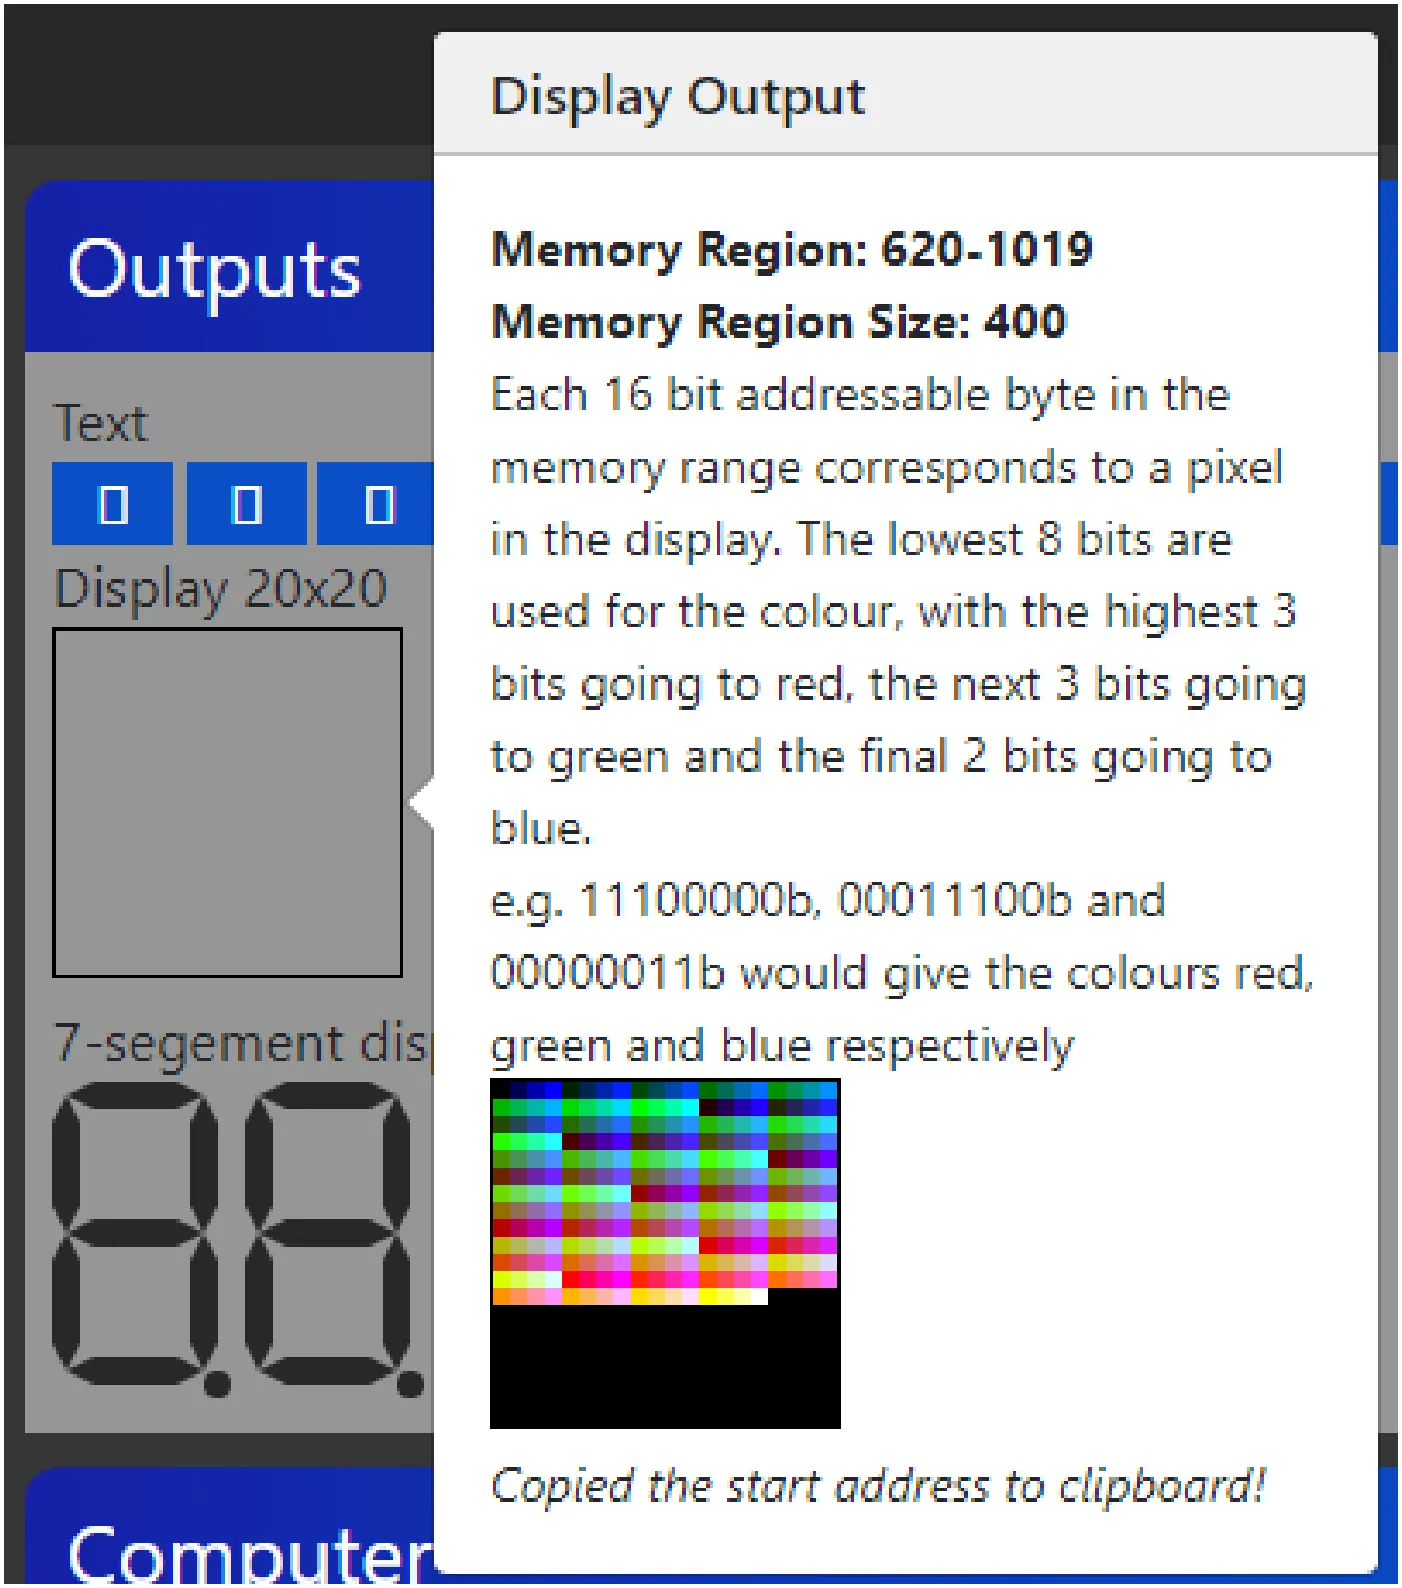 Display Output
Outputs
Memory Region: 620-1019
Memory Region Size: 400
Each 16 bit addressable byte in the
memory range corresponds to a pixel
in the display. The lowest 8 bits are
used for the colour, with the highest 3
bits going to red, the next 3 bits going
to green and the final 2 bits going to
blue.
e.g. 11100000b, 00011100b and
00000011b would give the colours red,
green and blue respectively
Copied the start address to clipboard!
Text
Display 20x20
7-segement disp
Computer